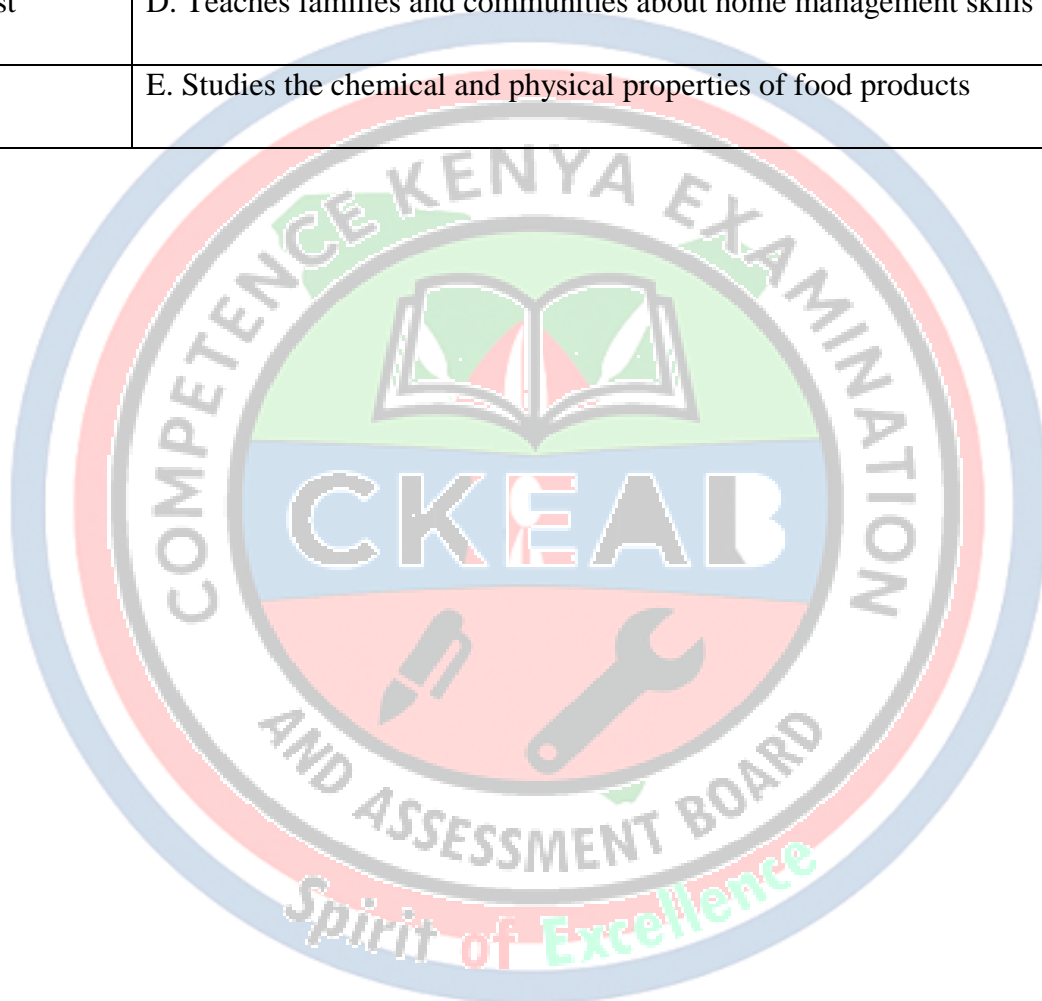 st
D. Teaches families and communities about home management skills
E. Studies the chemical and physical properties of food products
COMPETENCE KENYA EXAMINATION
CKEAB
AND ASSESSMENT BOARD
Spirit of Excellence